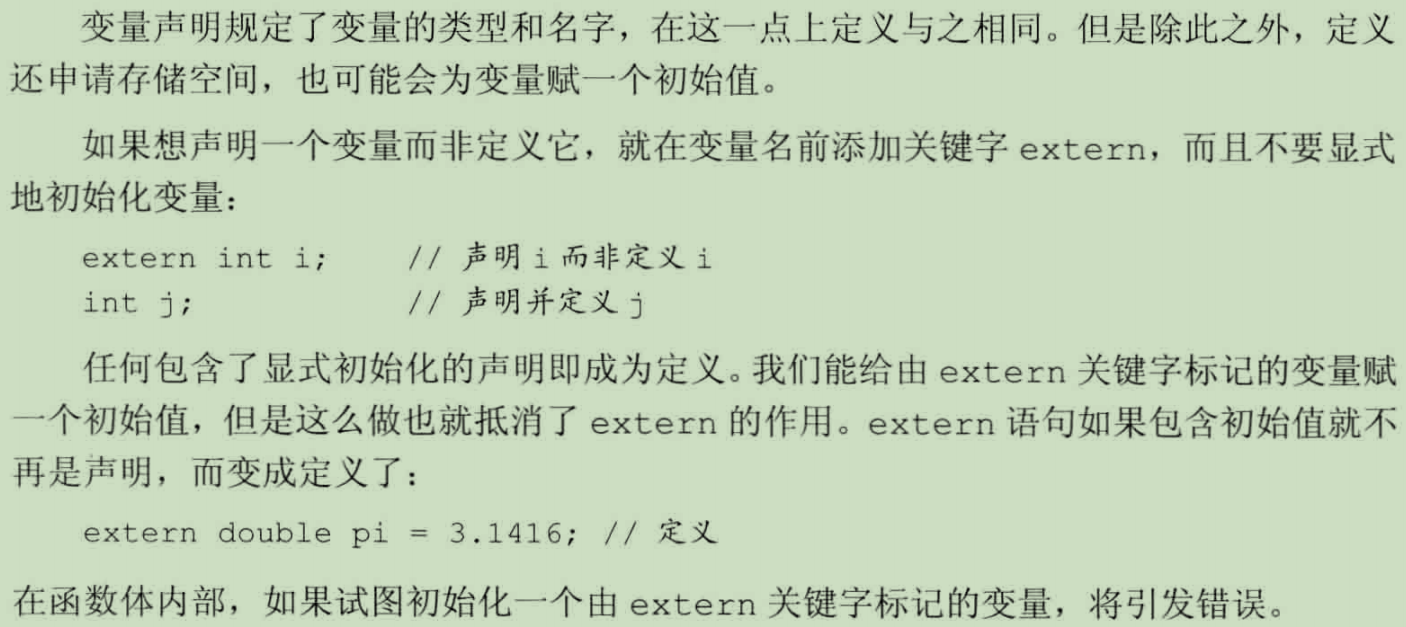 变量声明规定了变量的类型和名字，在这一点上定义与之相同。但是除此之外，定义
还申请存储空间，也可能会为变量赋一个初始值。
如果想声明一个变量而非定义它，就在变量名前添加关键字 extern，而且不要显式
地初始化变量：
extern int i; // 声明 i 而非定义 i
int j; // 声明并定义 j
任何包含了显式初始化的声明即成为定义。我们能给由 extern 关键字标记的变量赋
一个初始值，但是这么做也就抵消了 extern 的作用。extern 语句如果包含初始值就不
再是声明，而变成定义了：
extern double pi = 3.1416; // 定义
在函数体内部，如果试图初始化一个由 extern 关键字标记的变量，将引发错误。